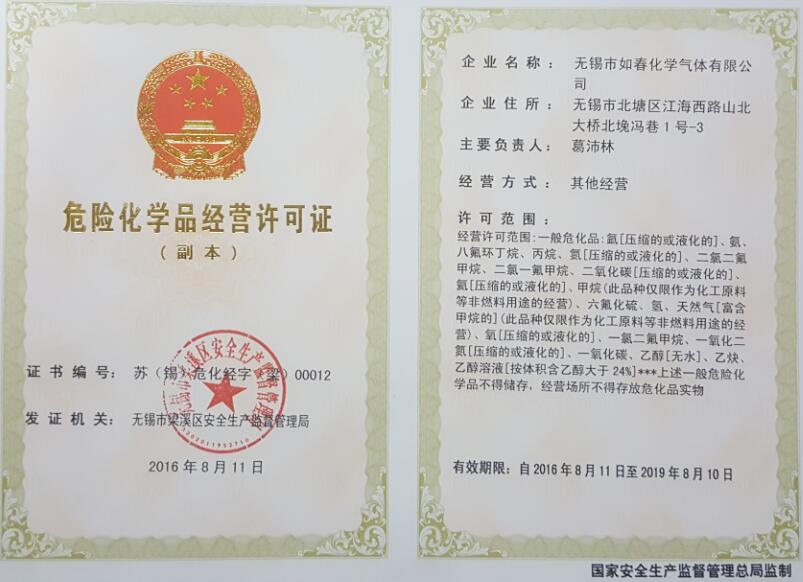 危险化学品经营许可证
（副本）
证书编号：苏（锡）危化经字（梁）00012
发证机关：无锡市梁溪区安全生产监督管理局
2016年8月11日
企业名称：无锡市如春化学气体有限公
司
企业住所：无锡市北塘区江海西路山北
大桥北堍冯巷1号-3
主要负责人：葛沛林
经营方式：其他经营
许可范围：
经营许可范围:一般危化品:氩[压缩的或液化的]、氨、
八氟环丁烷、丙烷、氮[压缩的或液化的]、二氯二氟
甲烷、二氯一氟甲烷、二氧化碳[压缩的或液化的]、
氦[压缩的或液化的]、甲烷(此品种仅限作为化工原料
等非燃料用途的经营)、六氟化硫、氢、天然气[富含
甲烷的](此品种仅限作为化工原料等非燃料用途的经
营)、氧[压缩的或液化的]、一氯二氟甲烷、一氧化二
氮[压缩的或液化的]、一氧化碳、乙醇[无水]、乙炔、
乙醇溶液[按体积含乙醇大于24%]***上述一般危险化
学品不得储存，经营场所不得存放危化品实物
有效期限：自2016年8月11日至2019年8月10日
国家安全生产监督管理总局监制